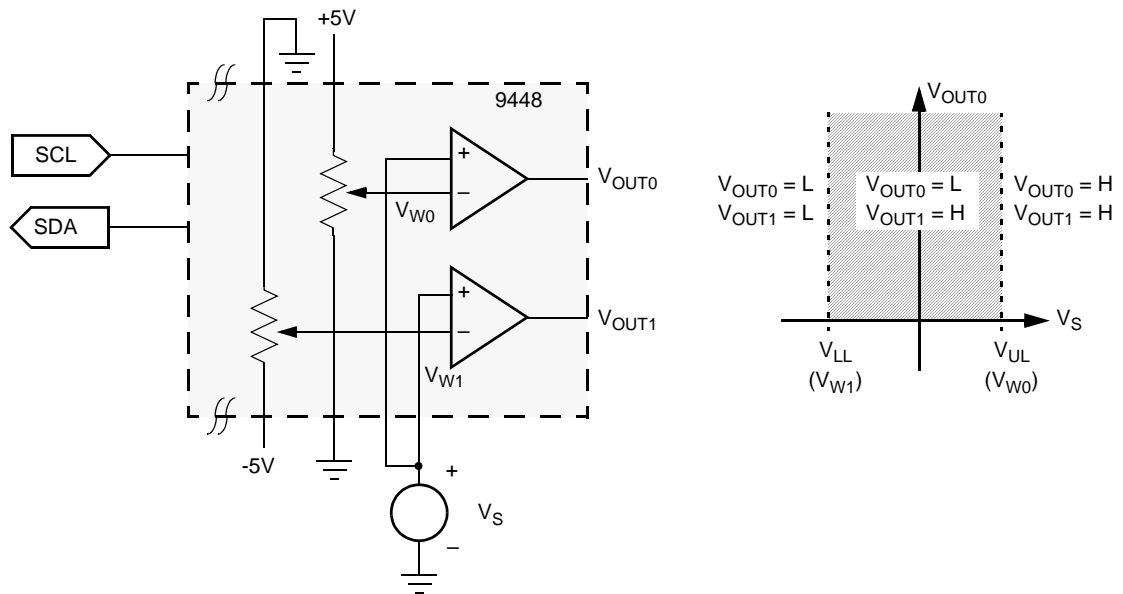 +5V
9448
SCL
SDA
+
−
V_W0
V_OUT0
+
−
V_W1
V_OUT1
-5V
+
V_S
−
V_OUT0
V_OUT0 = L
V_OUT1 = L
V_OUT0 = L
V_OUT1 = H
V_OUT0 = H
V_OUT1 = H
V_S
V_LL
(V_W1)
V_UL
(V_W0)